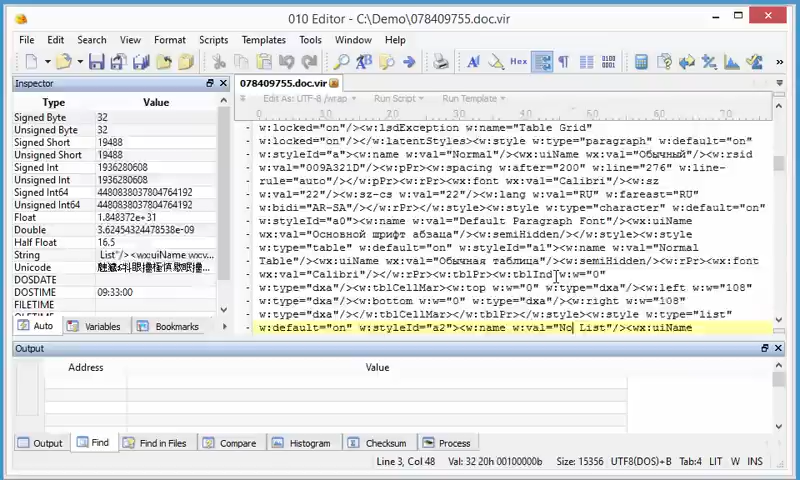 010 Editor - C:\Demo\078409755.doc.vir
File Edit Search View Format Scripts Templates Tools Window Help
Hex
Inspector
078409755.doc.vir
Type Value
Edit As: UTF-8 /wrap Run Script Run Template
Signed Byte 32
Unsigned Byte 32
Signed Short 19488
Unsigned Short 19488
Signed Int 1936280608
Unsigned Int 1936280608
Signed Int64 4480838037804764192
Unsigned Int64 4480838037804764192
Float 1.848372e+31
Double 3.62454324478538e-09
Half Float 16.5
String List"/><wx:uiName wx:v...
Unicode
DOSDATE
DOSTIME 09:33:00
FILETIME
Auto Variables Bookmarks
w:locked="on"/><w:lsdException w:name="Table Grid"
w:locked="on"/></w:latentStyles><w:style w:type="paragraph" w:default="on"
w:styleId="a"><w:name w:val="Normal"/><wx:uiName wx:val="Обычный"/><w:rsid
w:val="009A321D"/><w:pPr><w:spacing w:after="200" w:line="276" w:line-
rule="auto"/></w:pPr><w:rPr><wx:font wx:val="Calibri"/><w:sz
w:val="22"/><w:sz-cs w:val="22"/><w:lang w:val="RU" w:fareast="RU"
w:bidi="AR-SA"/></w:rPr></w:style><w:style w:type="character" w:default="on"
w:styleId="a0"><w:name w:val="Default Paragraph Font"/><wx:uiName
wx:val="Основной шрифт абзаца"/><w:semiHidden/></w:style><w:style
w:type="table" w:default="on" w:styleId="a1"><w:name w:val="Normal
Table"/><wx:uiName wx:val="Обычная таблица"/><w:semiHidden/><w:rPr><wx:font
wx:val="Calibri"/></w:rPr><w:tblPr><w:tblInd w:w="0"
w:type="dxa"/><w:tblCellMar><w:top w:w="0" w:type="dxa"/><w:left w:w="108"
w:type="dxa"/><w:bottom w:w="0" w:type="dxa"/><w:right w:w="108"
w:type="dxa"/></w:tblCellMar></w:tblPr></w:style><w:style w:type="list"
w:default="on" w:styleId="a2"><w:name w:val="No List"/><wx:uiName
Output
Address Value
Output Find Find in Files Compare Histogram Checksum Process
Line 3, Col 48 Val: 32 20h 00100000b Size: 15356 UTF8(DOS)+B Tab:4 LIT W INS